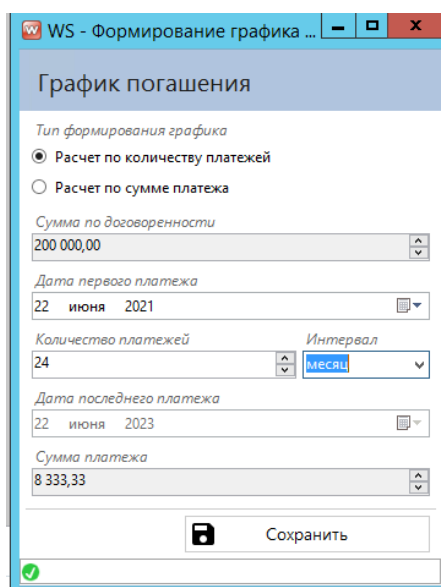 WS - Формирование графика ...
График погашения
Тип формирования графика
Расчет по количеству платежей
Расчет по сумме платежа
Сумма по договоренности
200 000,00
Дата первого платежа
22 июня 2021
Количество платежей Интервал
24 месяц
Дата последнего платежа
22 июня 2023
Сумма платежа
8 333,33
Сохранить